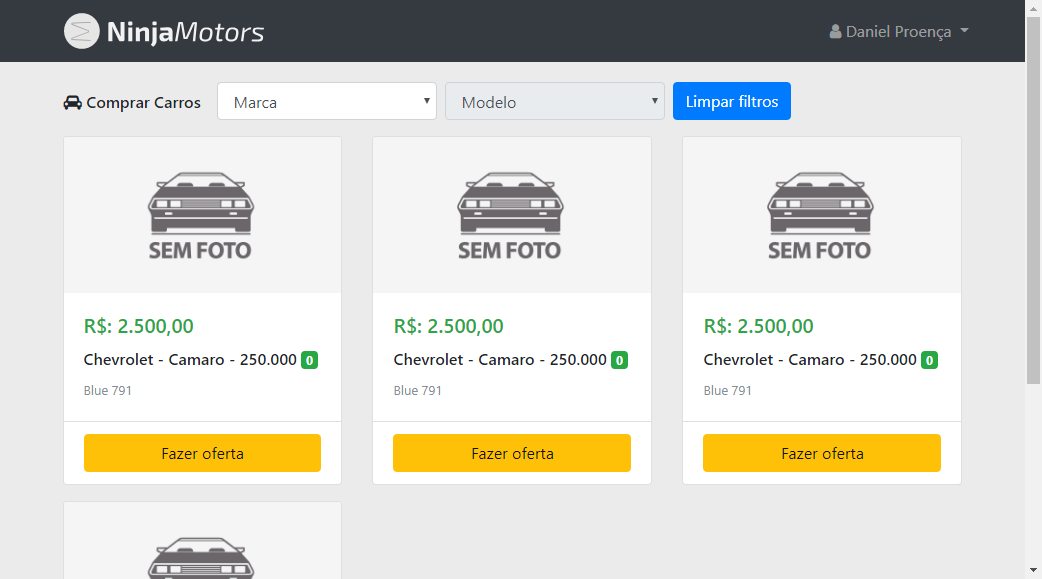 NinjaMotors
Daniel Proença
Comprar Carros
Marca
Modelo
Limpar filtros
SEM FOTO
SEM FOTO
SEM FOTO
R$: 2.500,00
R$: 2.500,00
R$: 2.500,00
Chevrolet - Camaro - 250.000 0
Chevrolet - Camaro - 250.000 0
Chevrolet - Camaro - 250.000 0
Blue 791
Blue 791
Blue 791
Fazer oferta
Fazer oferta
Fazer oferta